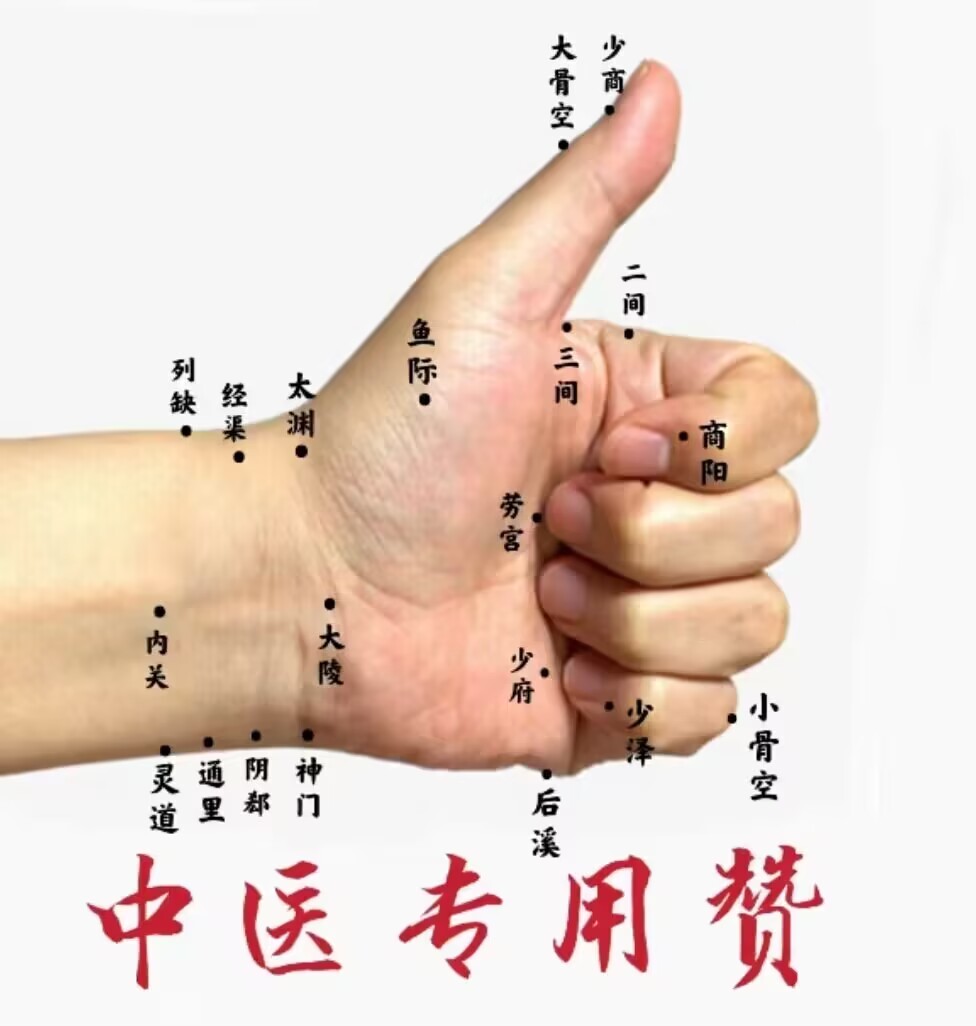 大骨空
少商
二间
三间
鱼际
列缺
经渠
太渊
商阳
劳宫
内关
大陵
少府
少泽
小骨空
灵道
通里
阴郄
神门
后溪
中医专用赞